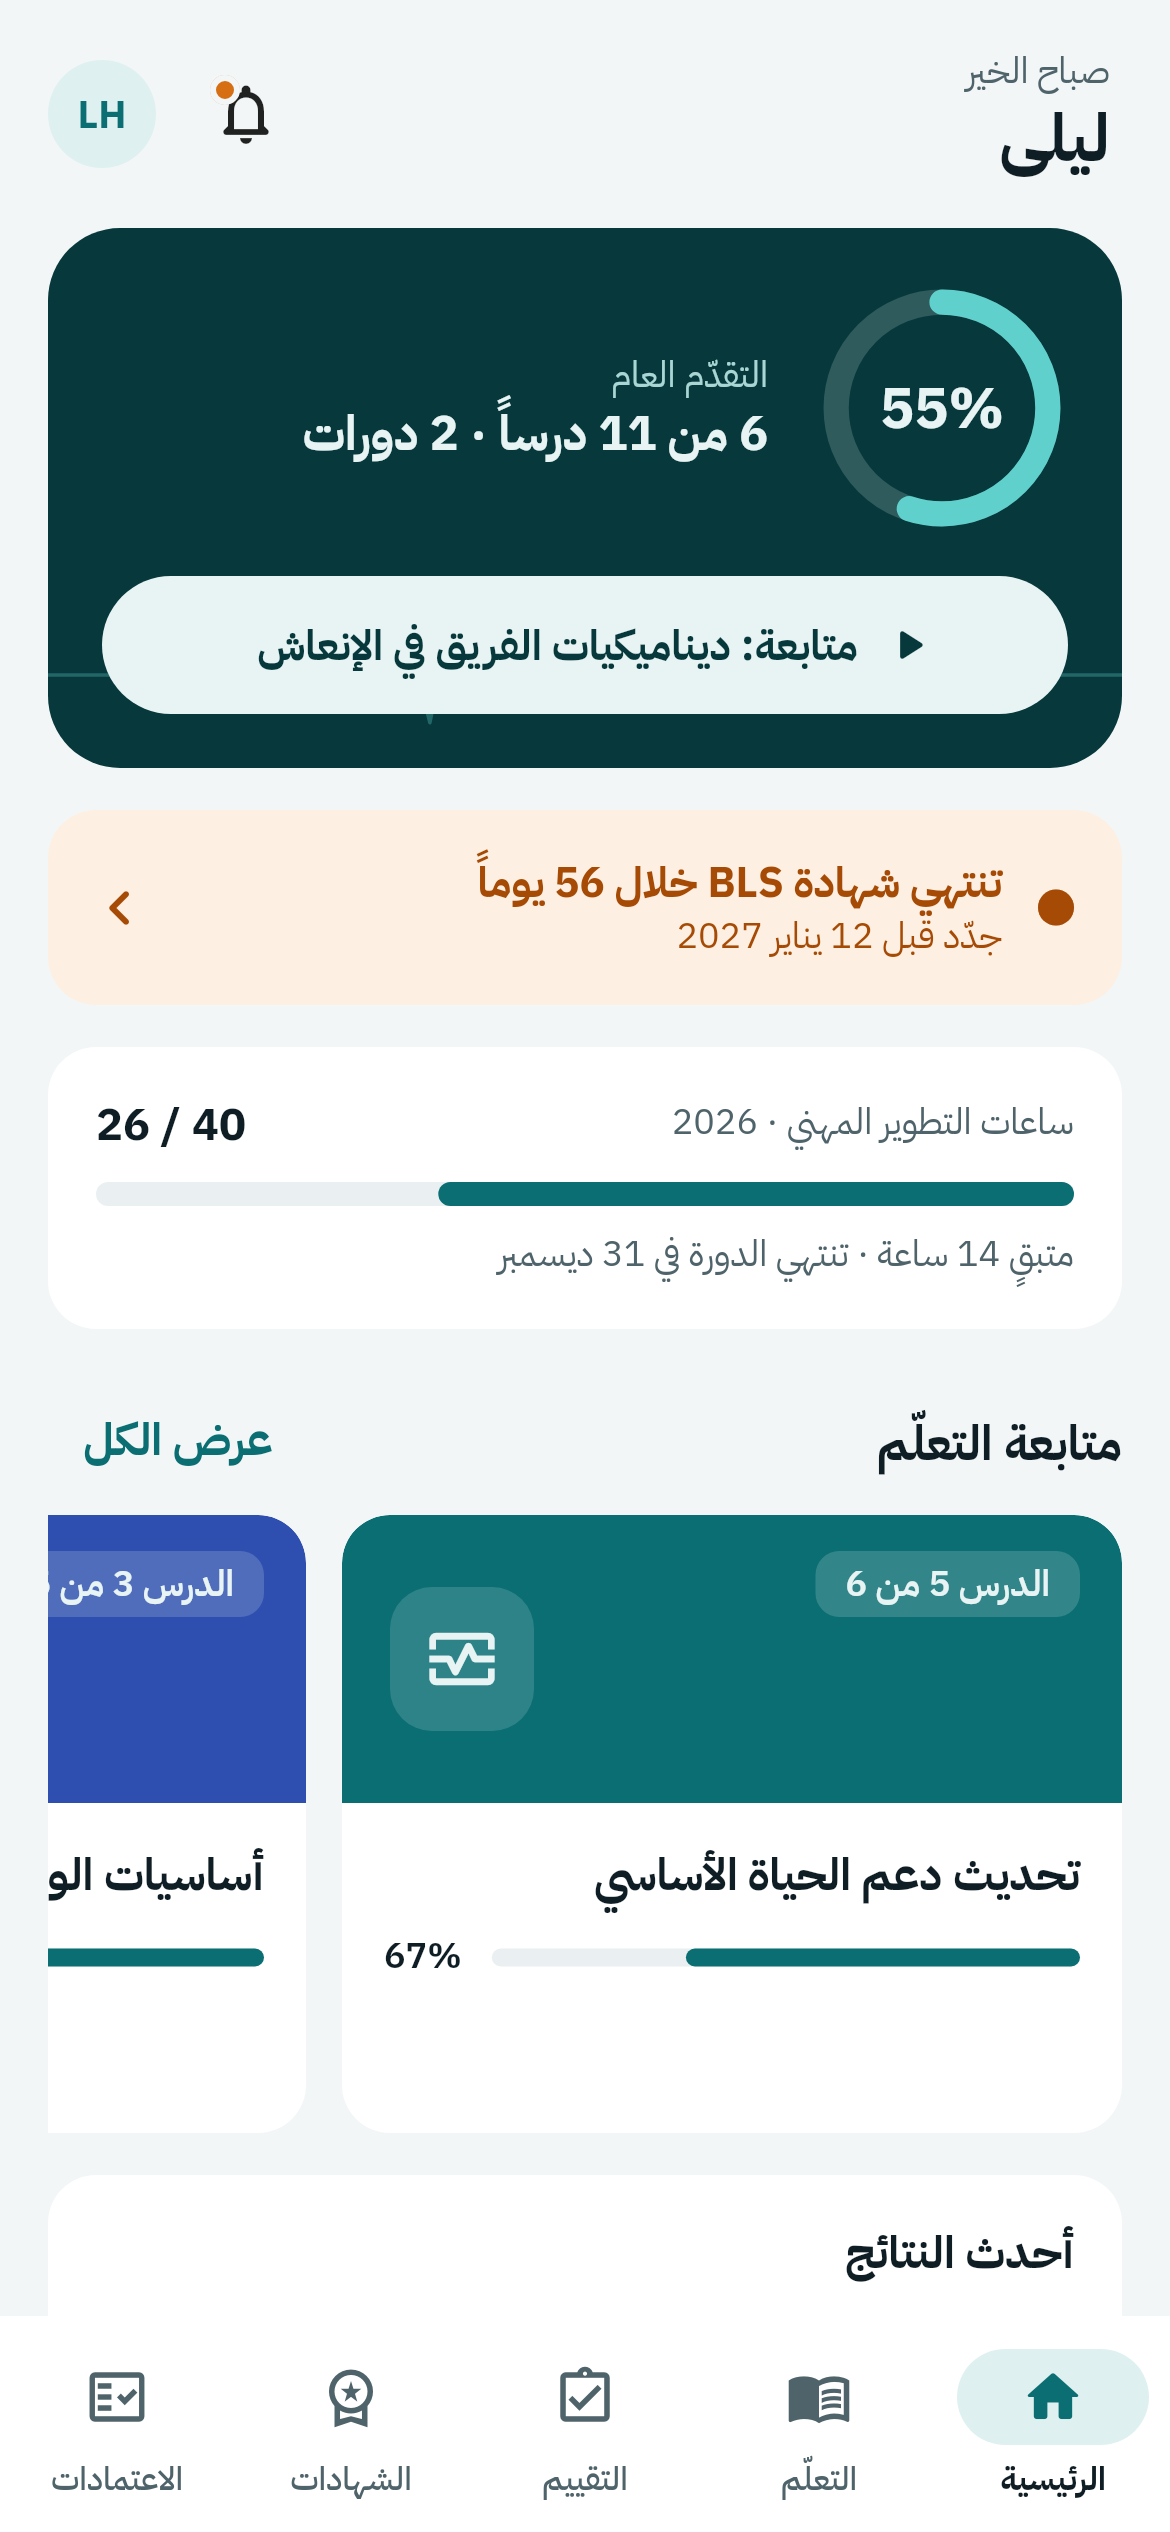 صباح الخير
ليلى
LH
55%
التقدّم العام
6 من 11 درساً · 2 دورات
متابعة: ديناميكيات الفريق في الإنعاش
تنتهي شهادة BLS خلال 56 يوماً
جدّد قبل 12 يناير 2027
ساعات التطوير المهني · 2026
26 / 40
متبقٍ 14 ساعة · تنتهي الدورة في 31 ديسمبر
متابعة التعلّم
عرض الكل
الدرس 5 من 6
تحديث دعم الحياة الأساسي
67%
الدرس 3 من
أساسيات
أحدث النتائج
الرئيسية
التعلّم
التقييم
الشهادات
الاعتمادات